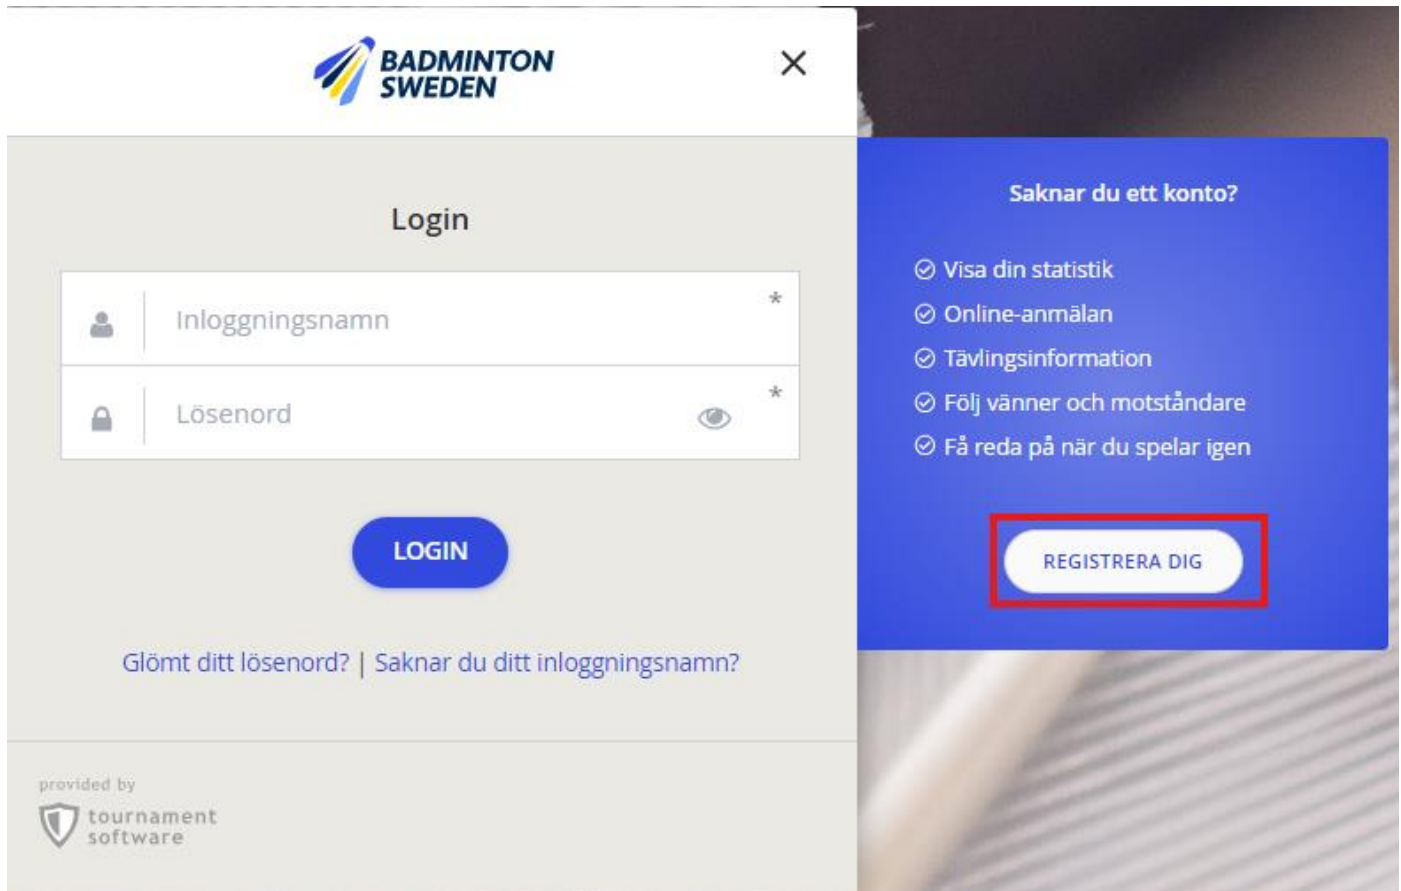 BADMINTON
SWEDEN
Login
Inloggningsnamn *
Lösenord *
LOGIN
Glömt ditt lösenord? | Saknar du ditt inloggningsnamn?
provided by
tournament
software
Saknar du ett konto?
Visa din statistik
Online-anmälan
Tävlingsinformation
Följ vänner och motståndare
Få reda på när du spelar igen
REGISTRERA DIG